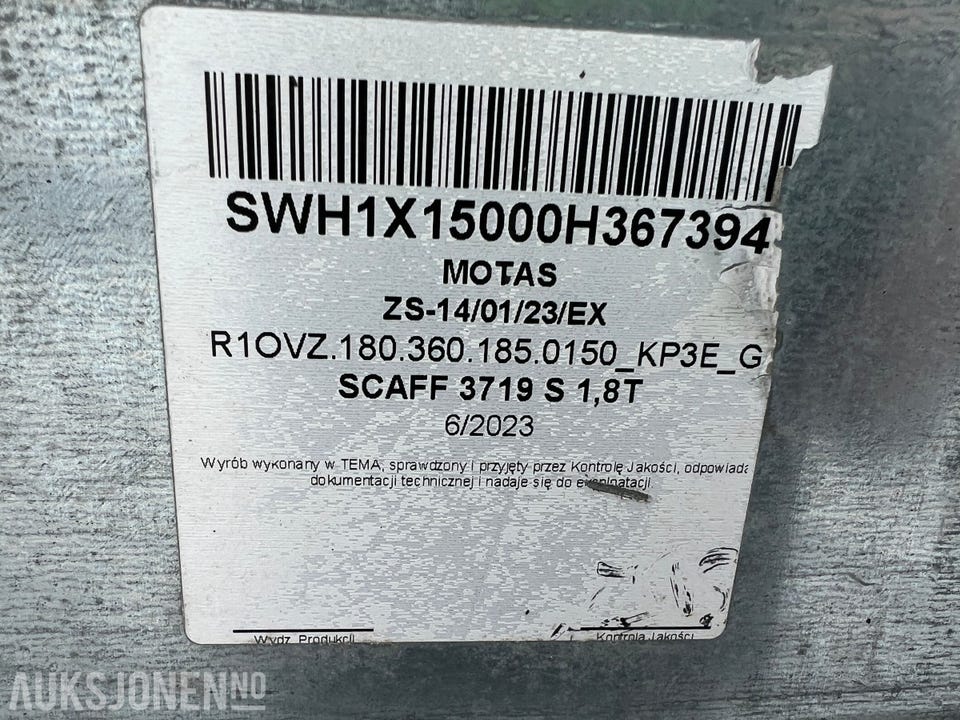 SWH1X15000H367394
MOTAS
ZS-14/01/23/EX
R1OVZ.180.360.185.0150_KP3E_G
SCAFF 3719 S 1,8T
6/2023
Wyrób wykonany w TEMA, sprawdzony i przyjęty przez Kontrolę Jakości, odpowiada
dokumentacji technicznej i nadaje się do eksploatacji
Wydz. Produkcji Kontrola Jakości
AUKSJONEN.NO